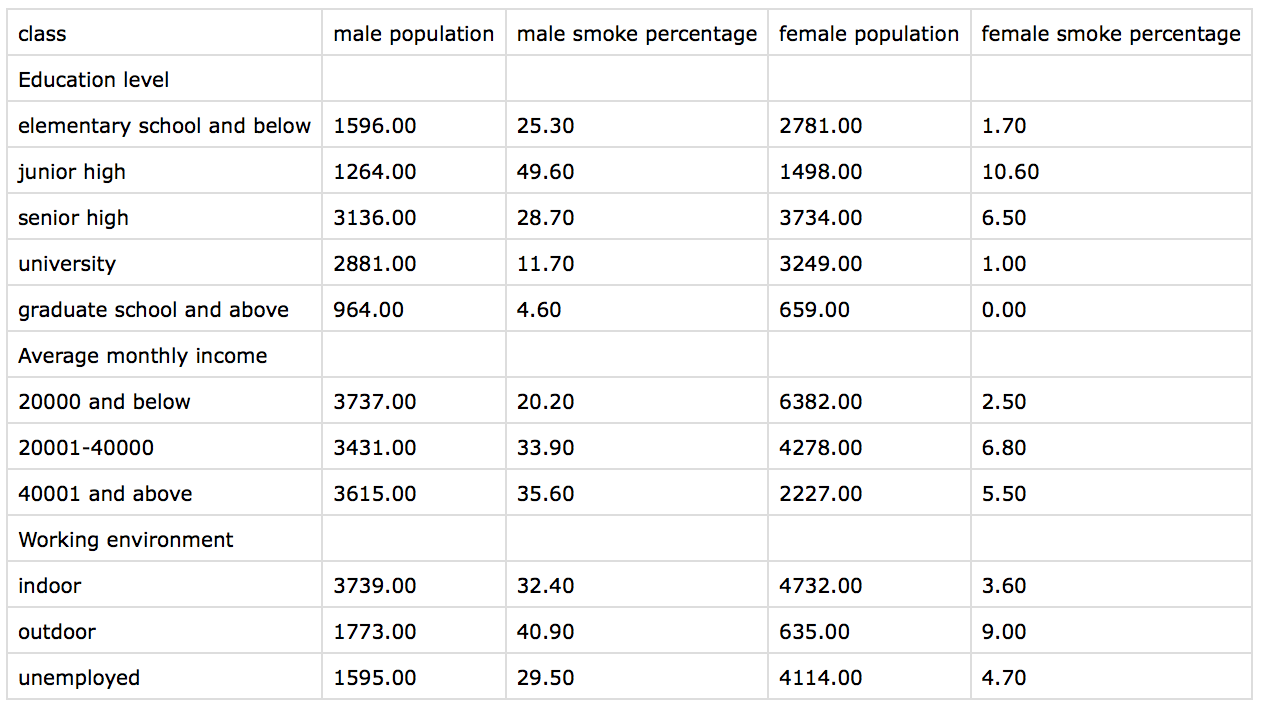 class male population male smoke percentage female population female smoke percentage
Education level
elementary school and below 1596.00 25.30 2781.00 1.70
junior high 1264.00 49.60 1498.00 10.60
senior high 3136.00 28.70 3734.00 6.50
university 2881.00 11.70 3249.00 1.00
graduate school and above 964.00 4.60 659.00 0.00
Average monthly income
20000 and below 3737.00 20.20 6382.00 2.50
20001-40000 3431.00 33.90 4278.00 6.80
40001 and above 3615.00 35.60 2227.00 5.50
Working environment
indoor 3739.00 32.40 4732.00 3.60
outdoor 1773.00 40.90 635.00 9.00
unemployed 1595.00 29.50 4114.00 4.70